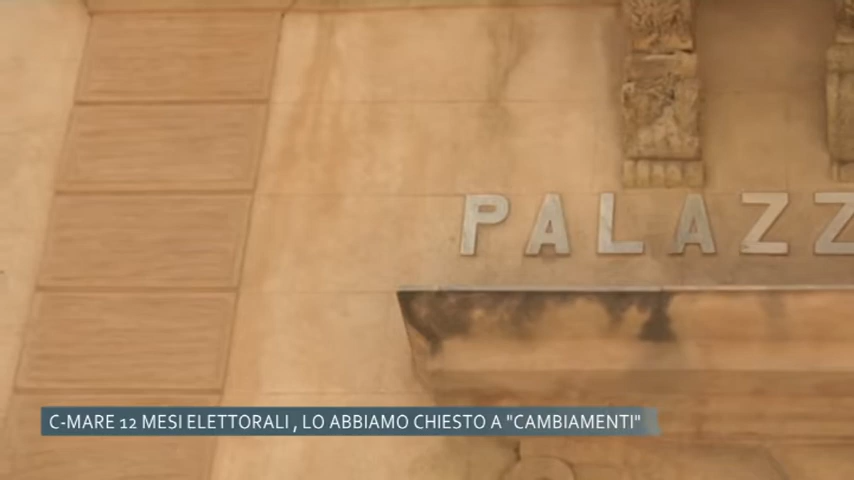 PALAZZ
C-MARE 12 MESI ELETTORALI , LO ABBIAMO CHIESTO A "CAMBIAMENTI"